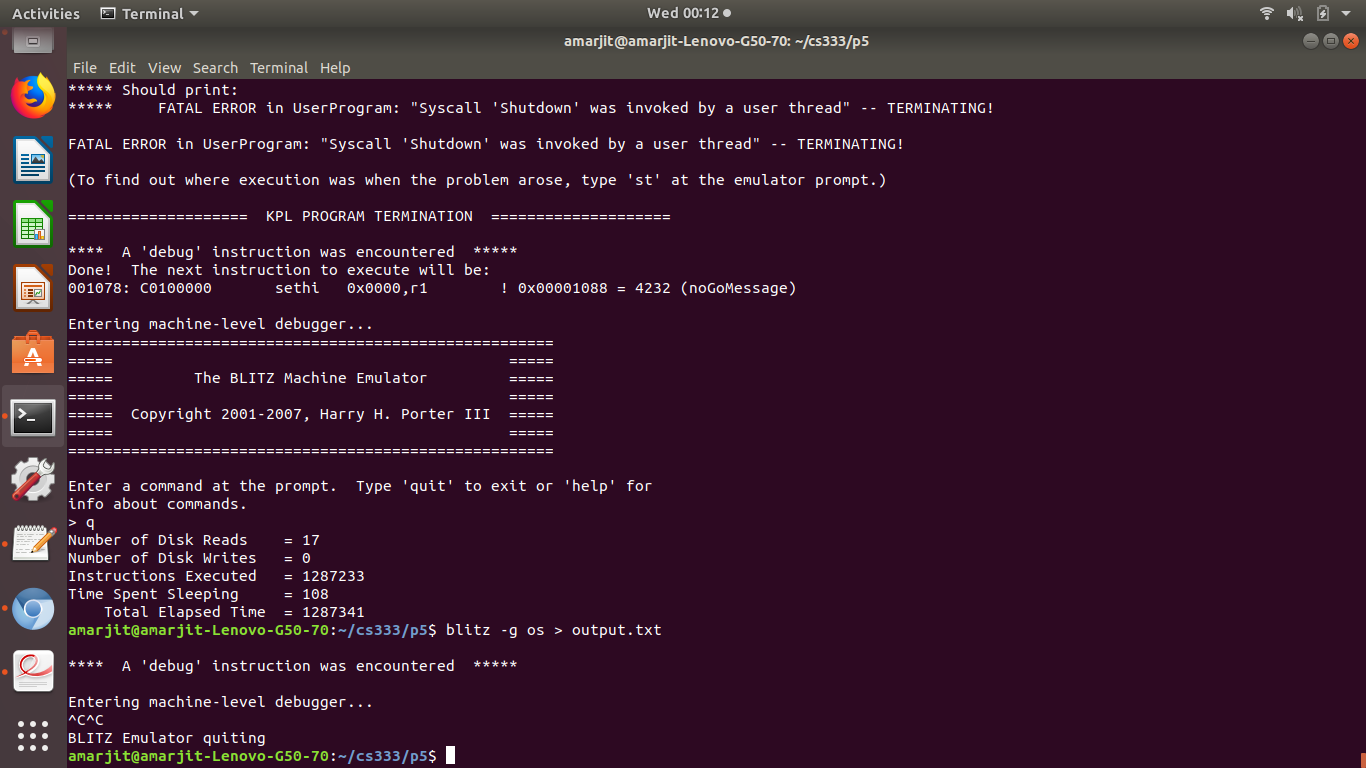 Activities Terminal Wed 00:12
amarjit@amarjit-Lenovo-G50-70: ~/cs333/p5
File Edit View Search Terminal Help
***** Should print:
*****     FATAL ERROR in UserProgram: "Syscall 'Shutdown' was invoked by a user thread" -- TERMINATING!
FATAL ERROR in UserProgram: "Syscall 'Shutdown' was invoked by a user thread" -- TERMINATING!
(To find out where execution was when the problem arose, type 'st' at the emulator prompt.)
====================  KPL PROGRAM TERMINATION  ====================
****  A 'debug' instruction was encountered  *****
Done!  The next instruction to execute will be:
001078: C0100000       sethi   0x0000,r1        ! 0x00001088 = 4232 (noGoMessage)
Entering machine-level debugger...
======================================================
=====                                            =====
=====         The BLITZ Machine Emulator         =====
=====                                            =====
=====  Copyright 2001-2007, Harry H. Porter III  =====
=====                                            =====
======================================================
Enter a command at the prompt.  Type 'quit' to exit or 'help' for
info about commands.
> q
Number of Disk Reads    = 17
Number of Disk Writes   = 0
Instructions Executed   = 1287233
Time Spent Sleeping     = 108
    Total Elapsed Time  = 1287341
amarjit@amarjit-Lenovo-G50-70:~/cs333/p5$ blitz -g os > output.txt
****  A 'debug' instruction was encountered  *****
Entering machine-level debugger...
^C^C
BLITZ Emulator quiting
amarjit@amarjit-Lenovo-G50-70:~/cs333/p5$